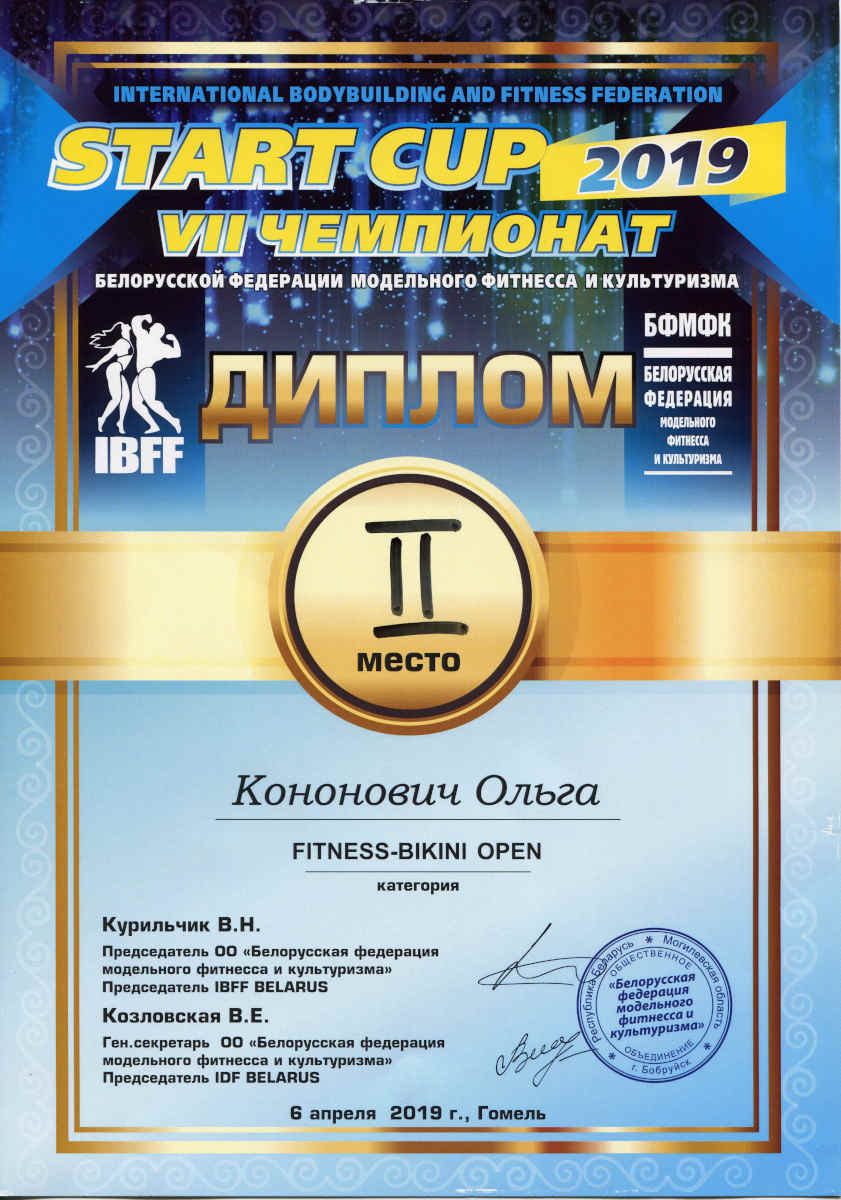 INTERNATIONAL BODYBUILDING AND FITNESS FEDERATION
START CUP 2019
VII ЧЕМПИОНАТ
БЕЛОРУССКОЙ ФЕДЕРАЦИИ МОДЕЛЬНОГО ФИТНЕССА И КУЛЬТУРИЗМА
IBFF
ДИПЛОМ
БФМФК
БЕЛОРУССКАЯ
ФЕДЕРАЦИЯ
МОДЕЛЬНОГО
ФИТНЕССА
И КУЛЬТУРИЗМА
II
место
Кононович Ольга
FITNESS-BIKINI OPEN
категория
Курильчик В.Н.
Председатель ОО «Белорусская федерация
модельного фитнесса и культуризма»
Председатель IBFF BELARUS
Козловская В.Е.
Ген.секретарь ОО «Белорусская федерация
модельного фитнесса и культуризма»
Председатель IDF BELARUS
Республика Беларусь * Могилевская область
ОБЩЕСТВЕННОЕ
«Белорусская
федерация
модельного
фитнесса и
культуризма»
ОБЪЕДИНЕНИЕ
г. Бобруйск
6 апреля 2019 г., Гомель